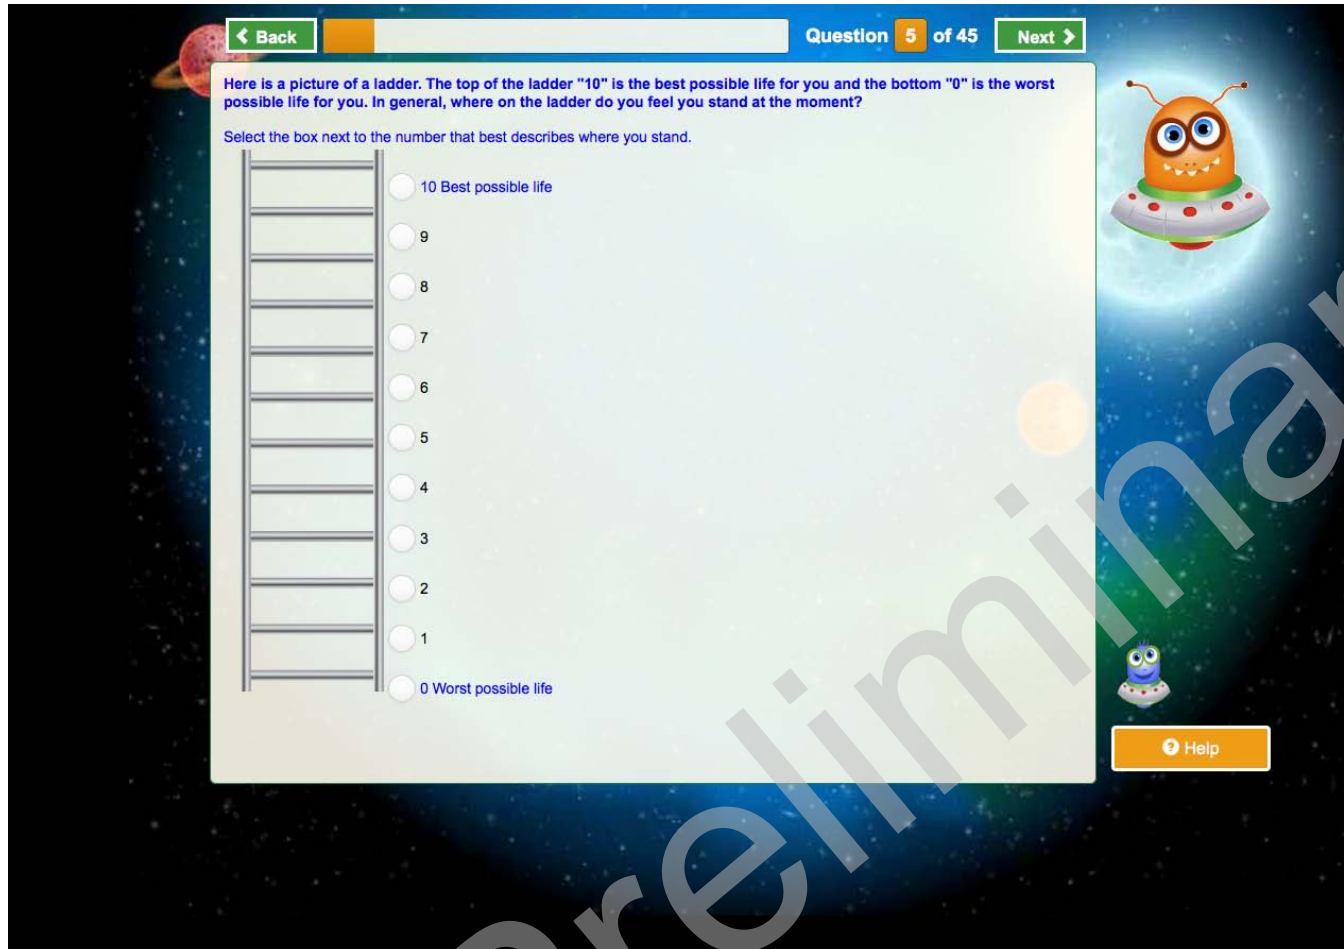 Back
Question 5 of 45
Next
Here is a picture of a ladder. The top of the ladder "10" is the best possible life for you and the bottom "0" is the worst
possible life for you. In general, where on the ladder do you feel you stand at the moment?
Select the box next to the number that best describes where you stand.
10 Best possible life
9
8
7
6
5
4
3
2
1
0 Worst possible life
? Help
relimina